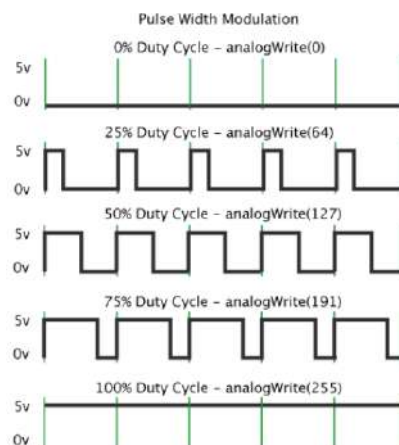 Pulse Width Modulation
0% Duty Cycle – analogWrite(0)
5v
0v
25% Duty Cycle – analogWrite(64)
5v
0v
50% Duty Cycle – analogWrite(127)
5v
0v
75% Duty Cycle – analogWrite(191)
5v
0v
100% Duty Cycle – analogWrite(255)
5v
0v